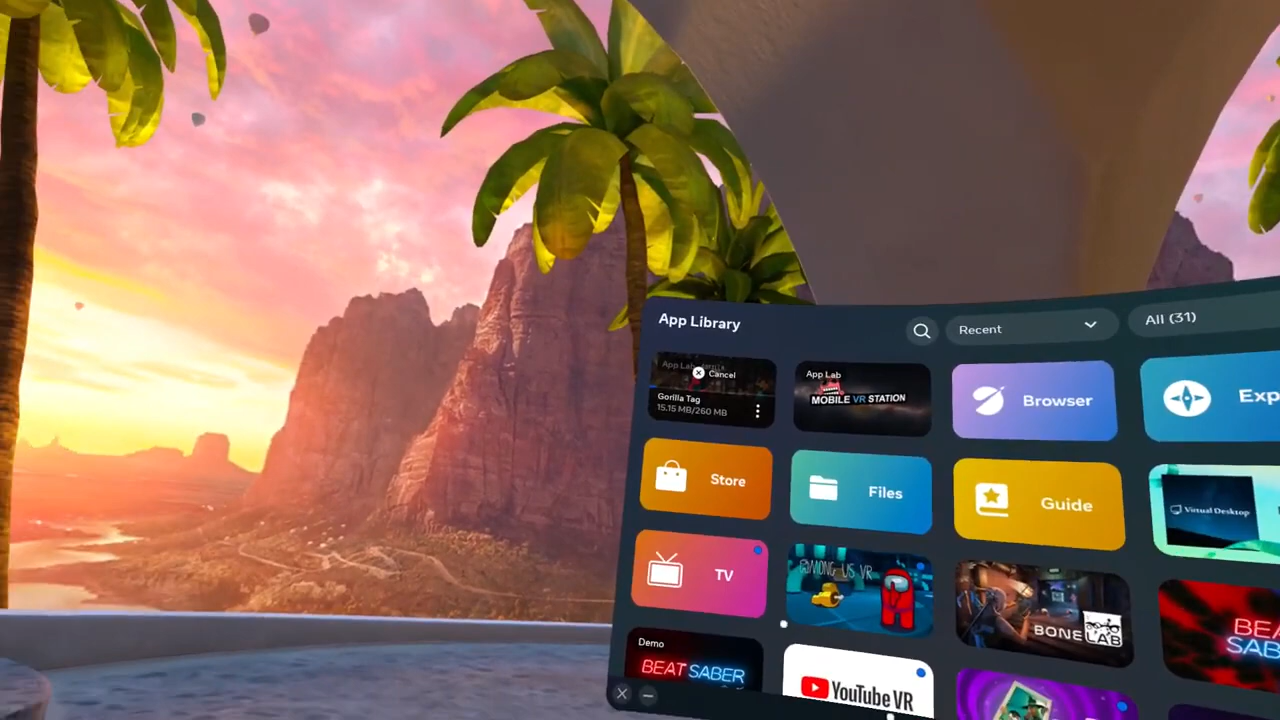 App Library
Recent
All (31)
App Lab
Cancel
Gorilla Tag
15.15 MB/260 MB
App Lab
MOBILE VR STATION
Browser
Store
Files
Guide
Virtual Desktop
TV
AMONG US VR
BONELAB
Demo
BEAT SABER
YouTube VR